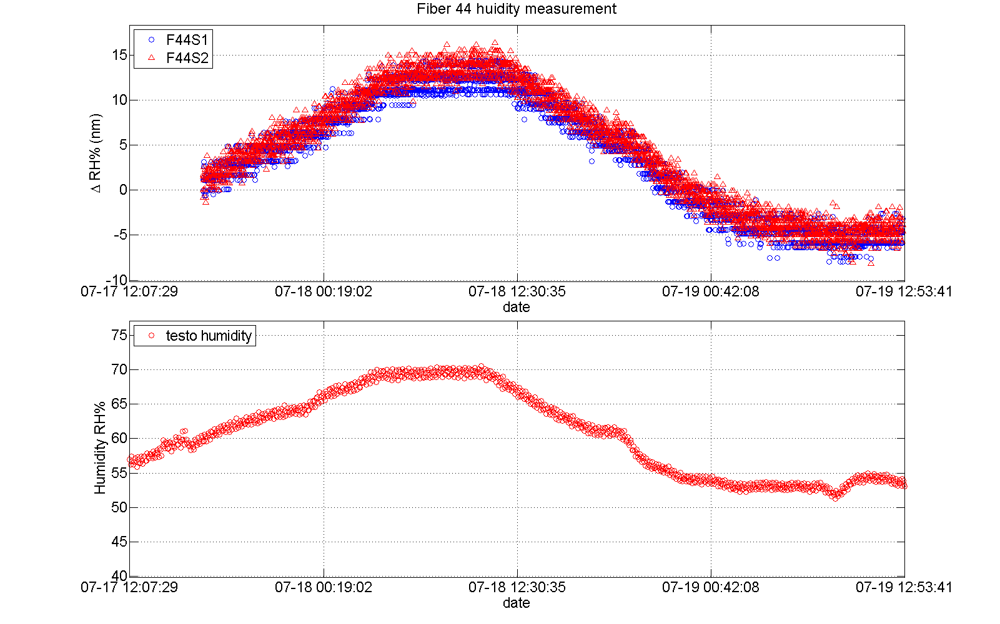 Fiber 44 huidity measurement
F44S1
F44S2
Δ RH% (nm)
15
10
5
0
-5
-10
07-17 12:07:29 07-18 00:19:02 07-18 12:30:35 07-19 00:42:08 07-19 12:53:41
date
testo humidity
Humidity RH%
75
70
65
60
55
50
45
40
07-17 12:07:29 07-18 00:19:02 07-18 12:30:35 07-19 00:42:08 07-19 12:53:41
date